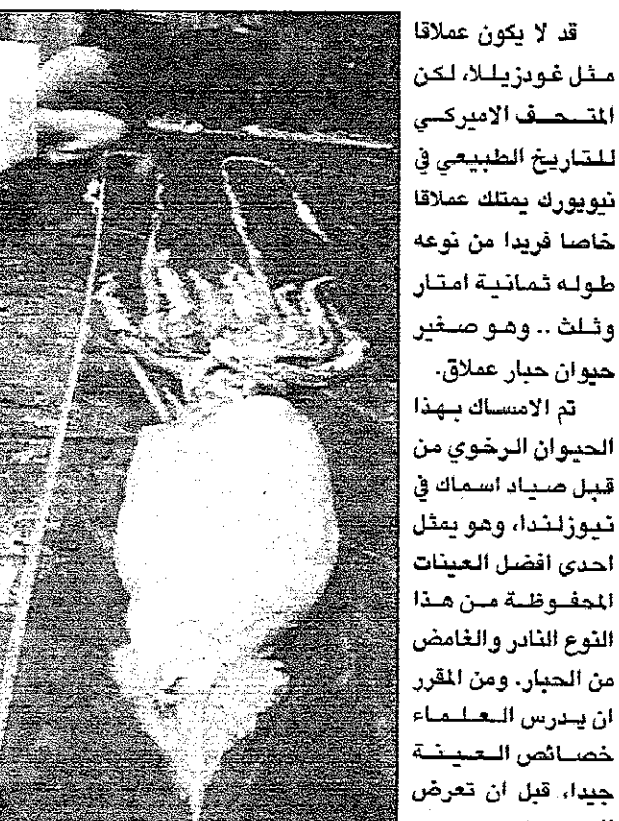 قد لا يكون عملاقا
مثل غودزيللا، لكن
المتحف الاميركي
للتاريخ الطبيعي في
نيويورك يمتلك عملاقا
خاصا فريدا من نوعه
طوله ثمانية امتار
وثلث .. وهو صغير
حيوان حبار عملاق.
تم الامساك بهذا
الحيوان الرخوي من
قبل صياد اسماك في
نيوزلندا، وهو يمثل
احدى افضل العينات
المحفوظة من هذا
النوع النادر والغامض
من الحبار. ومن المقرر
ان يدرس العلماء
خصائص العينة
جيدا، قبل ان تعرض